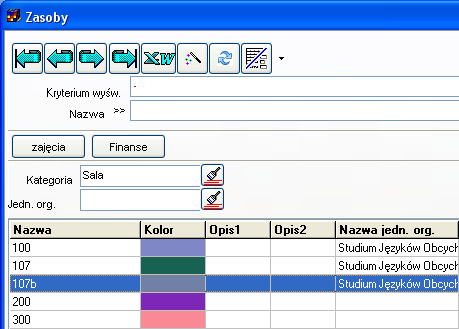 Zasoby
XW
Kryterium wyśw.
Nazwa >>
zajęcia Finanse
Kategoria Sala
Jedn. org.
Nazwa Kolor Opis1 Opis2 Nazwa jedn. org.
100 Studium Języków Obcych
107 Studium Języków Obcych
107b Studium Języków Obcych
200
300